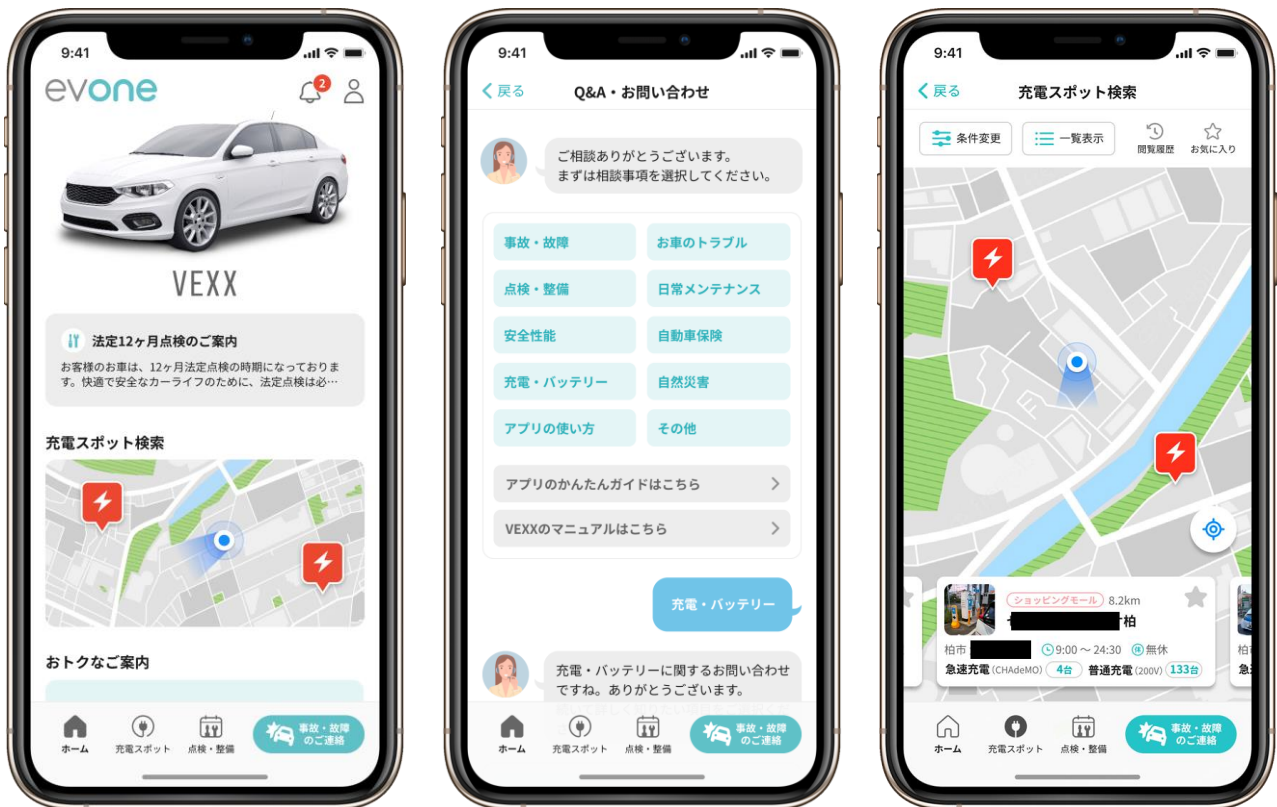 9:41
evone
2
VEXX
法定12ヶ月点検のご案内
お客様のお車は、12ヶ月法定点検の時期になっておりま
す。快適で安全なカーライフのために、法定点検は必…
充電スポット検索
おトクなご案内
ホーム
充電スポット
点検・整備
事故・故障
のご連絡
9:41
戻る
Q&A・お問い合わせ
ご相談ありがとうございます。
まずは相談事項を選択してください。
事故・故障
お車のトラブル
点検・整備
日常メンテナンス
安全性能
自動車保険
充電・バッテリー
自然災害
アプリの使い方
その他
アプリのかんたんガイドはこちら
VEXXのマニュアルはこちら
充電・バッテリー
充電・バッテリーに関するお問い合わせ
ですね。ありがとうございます。
ホーム
充電スポット
点検・整備
事故・故障
のご連絡
9:41
戻る
充電スポット検索
条件変更
一覧表示
閲覧履歴
お気に入り
ショッピングモール 8.2km
柏
柏市
9:00 〜 24:30 休 無休
急速充電 (CHAdeMO) 4台 普通充電 (200V) 133台
柏
急
ホーム
充電スポット
点検・整備
事故・故障
のご連絡